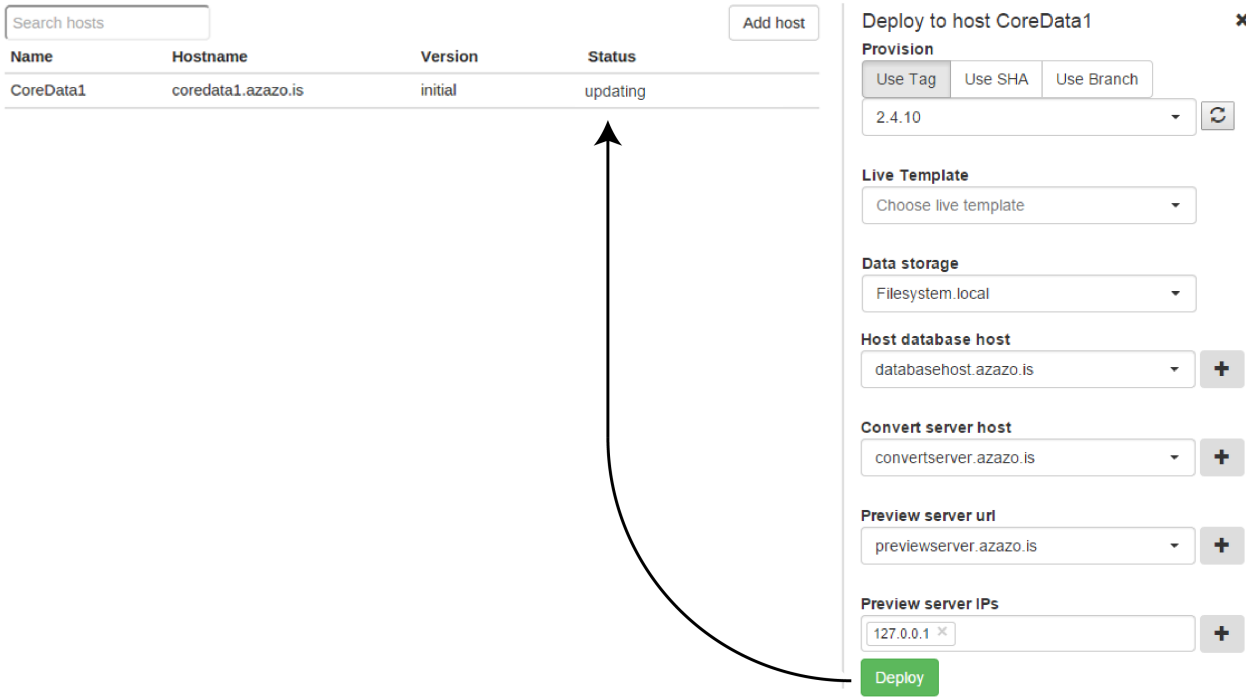 Search hosts
Add host
Name Hostname Version Status
CoreData1 coredata1.azazo.is initial updating
Deploy to host CoreData1
Provision
Use Tag Use SHA Use Branch
2.4.10
Live Template
Choose live template
Data storage
Filesystem.local
Host database host
databasehost.azazo.is
Convert server host
convertserver.azazo.is
Preview server url
previewserver.azazo.is
Preview server IPs
127.0.0.1
Deploy